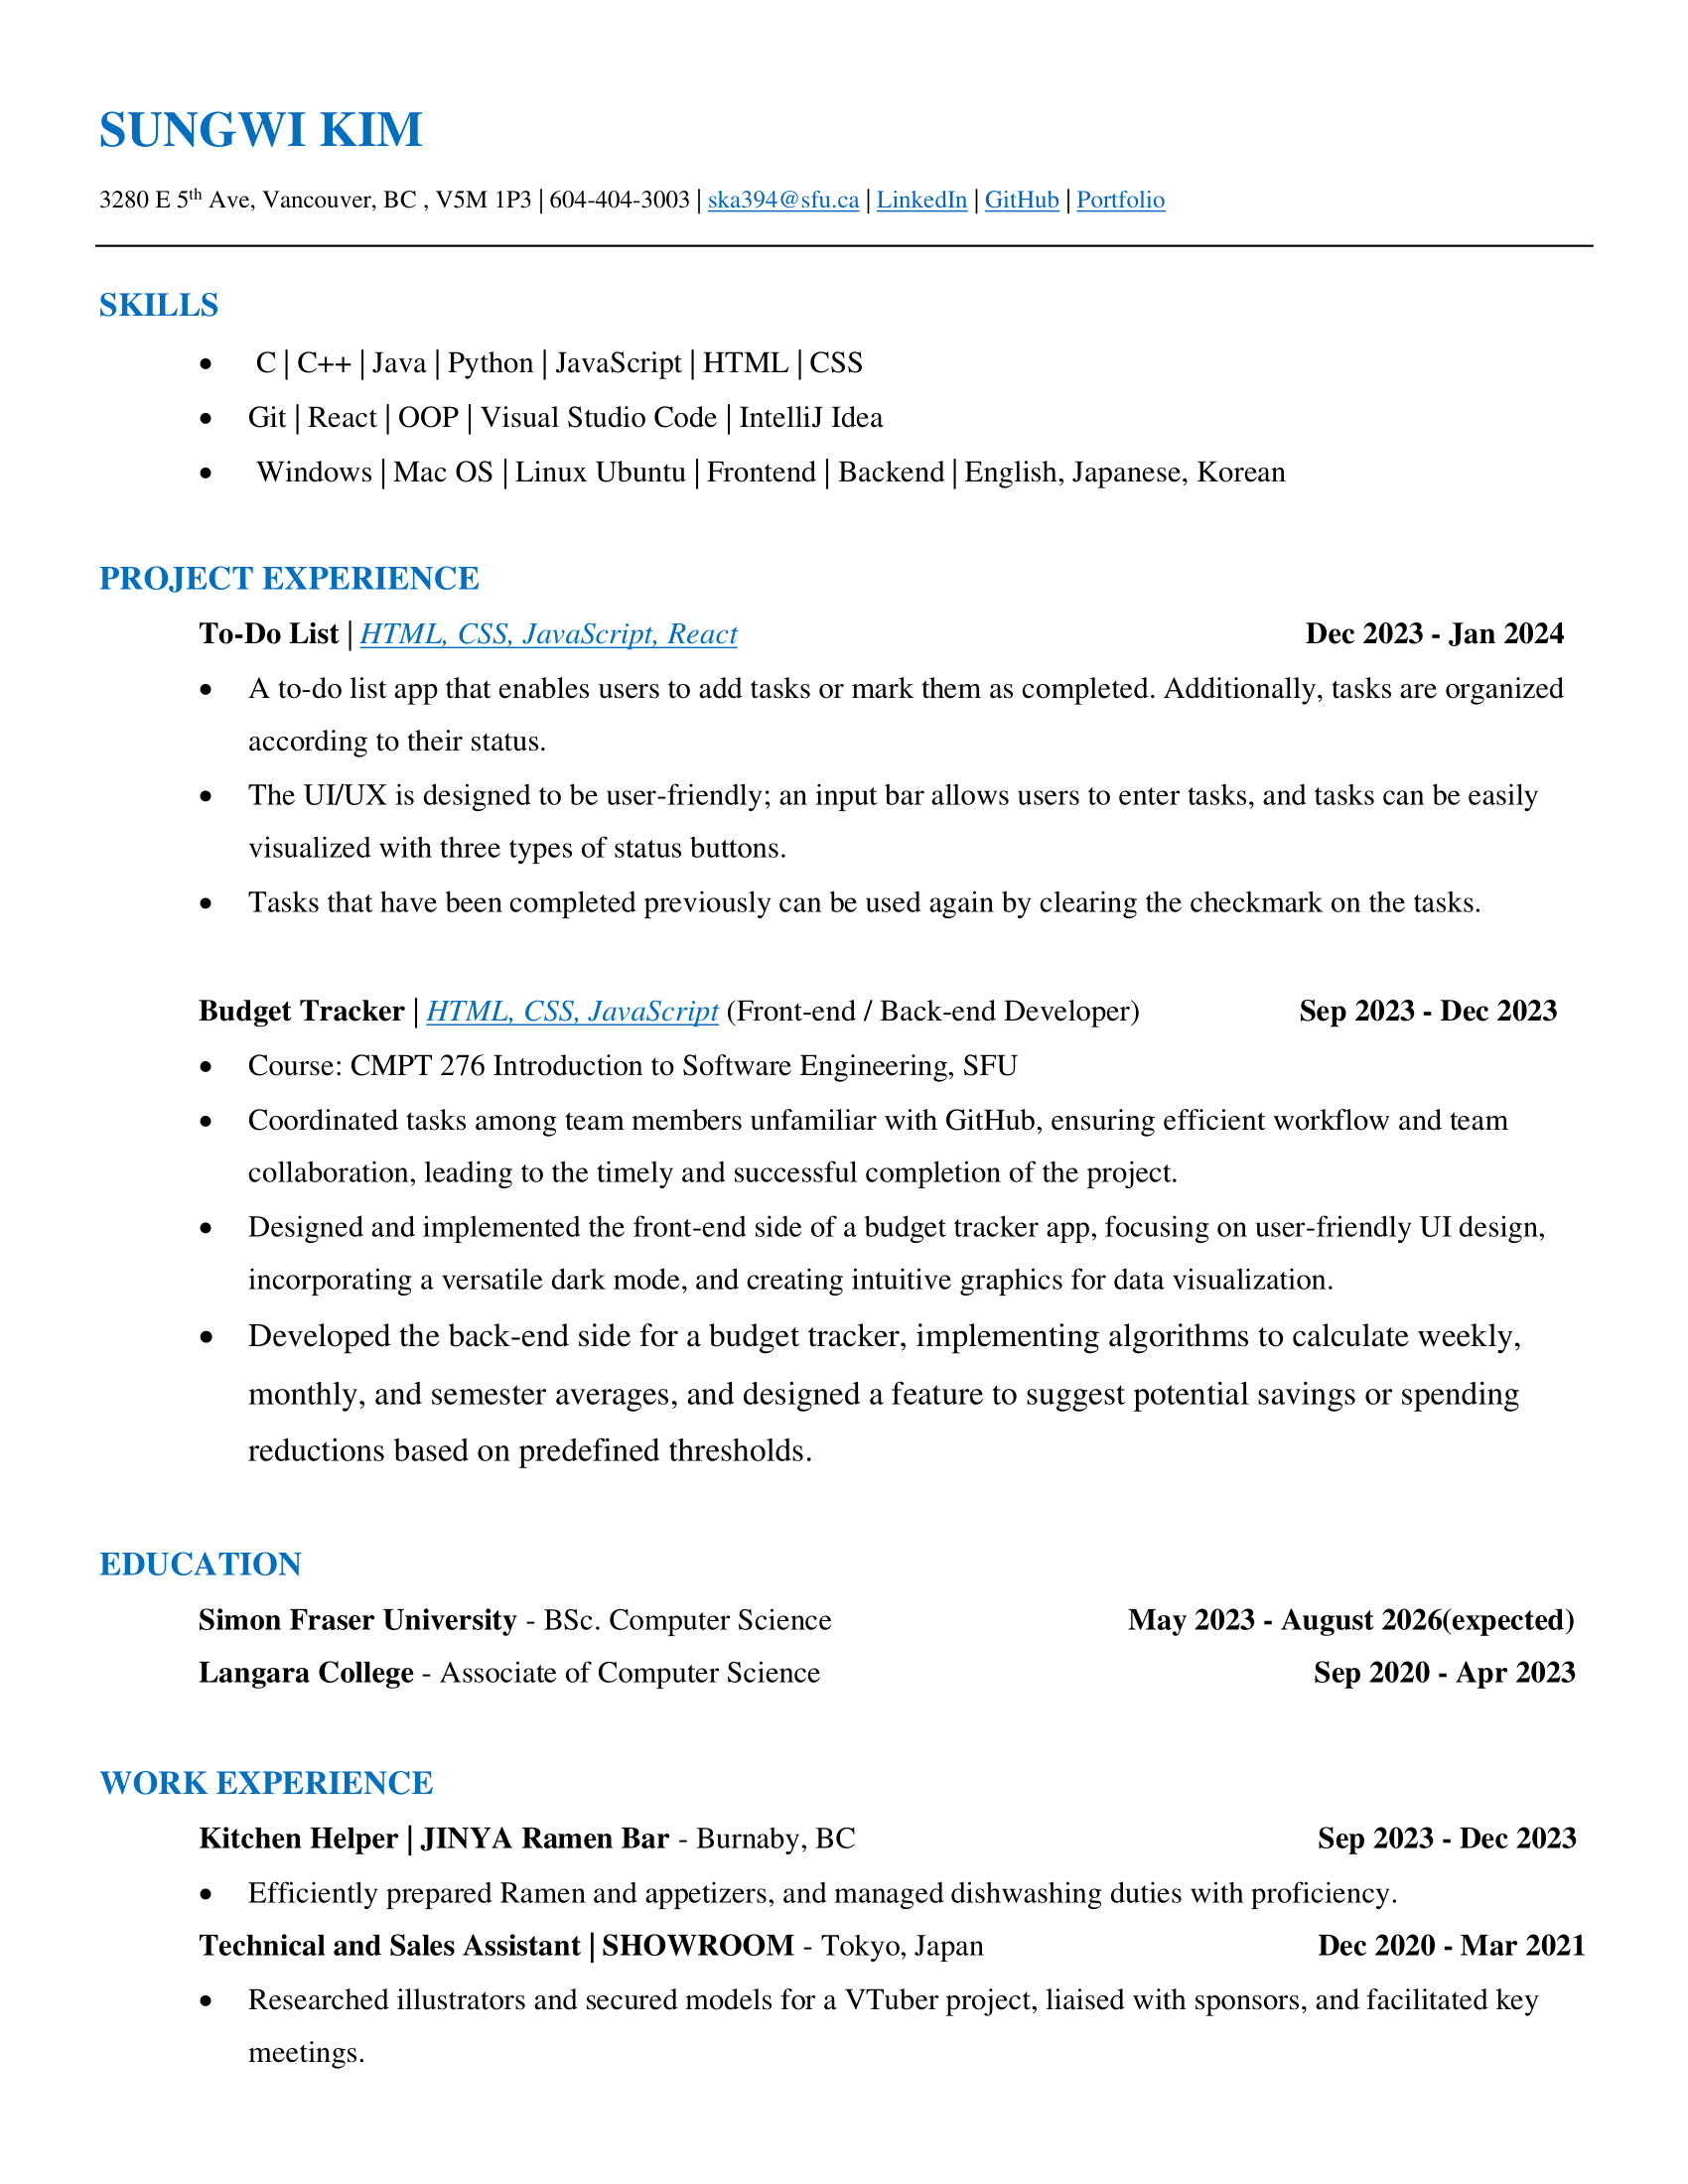 SUNGWI KIM
3280 E 5th Ave, Vancouver, BC , V5M 1P3 | 604-404-3003 | ska394@sfu.ca | LinkedIn | GitHub | Portfolio
SKILLS
• C | C++ | Java | Python | JavaScript | HTML | CSS
• Git | React | OOP | Visual Studio Code | IntelliJ Idea
• Windows | Mac OS | Linux Ubuntu | Frontend | Backend | English, Japanese, Korean
PROJECT EXPERIENCE
To-Do List | HTML, CSS, JavaScript, React Dec 2023 - Jan 2024
• A to-do list app that enables users to add tasks or mark them as completed. Additionally, tasks are organized
according to their status.
• The UI/UX is designed to be user-friendly; an input bar allows users to enter tasks, and tasks can be easily
visualized with three types of status buttons.
• Tasks that have been completed previously can be used again by clearing the checkmark on the tasks.
Budget Tracker | HTML, CSS, JavaScript (Front-end / Back-end Developer) Sep 2023 - Dec 2023
• Course: CMPT 276 Introduction to Software Engineering, SFU
• Coordinated tasks among team members unfamiliar with GitHub, ensuring efficient workflow and team
collaboration, leading to the timely and successful completion of the project.
• Designed and implemented the front-end side of a budget tracker app, focusing on user-friendly UI design,
incorporating a versatile dark mode, and creating intuitive graphics for data visualization.
• Developed the back-end side for a budget tracker, implementing algorithms to calculate weekly,
monthly, and semester averages, and designed a feature to suggest potential savings or spending
reductions based on predefined thresholds.
EDUCATION
Simon Fraser University - BSc. Computer Science May 2023 - August 2026(expected)
Langara College - Associate of Computer Science Sep 2020 - Apr 2023
WORK EXPERIENCE
Kitchen Helper | JINYA Ramen Bar - Burnaby, BC Sep 2023 - Dec 2023
• Efficiently prepared Ramen and appetizers, and managed dishwashing duties with proficiency.
Technical and Sales Assistant | SHOWROOM - Tokyo, Japan Dec 2020 - Mar 2021
• Researched illustrators and secured models for a VTuber project, liaised with sponsors, and facilitated key
meetings.